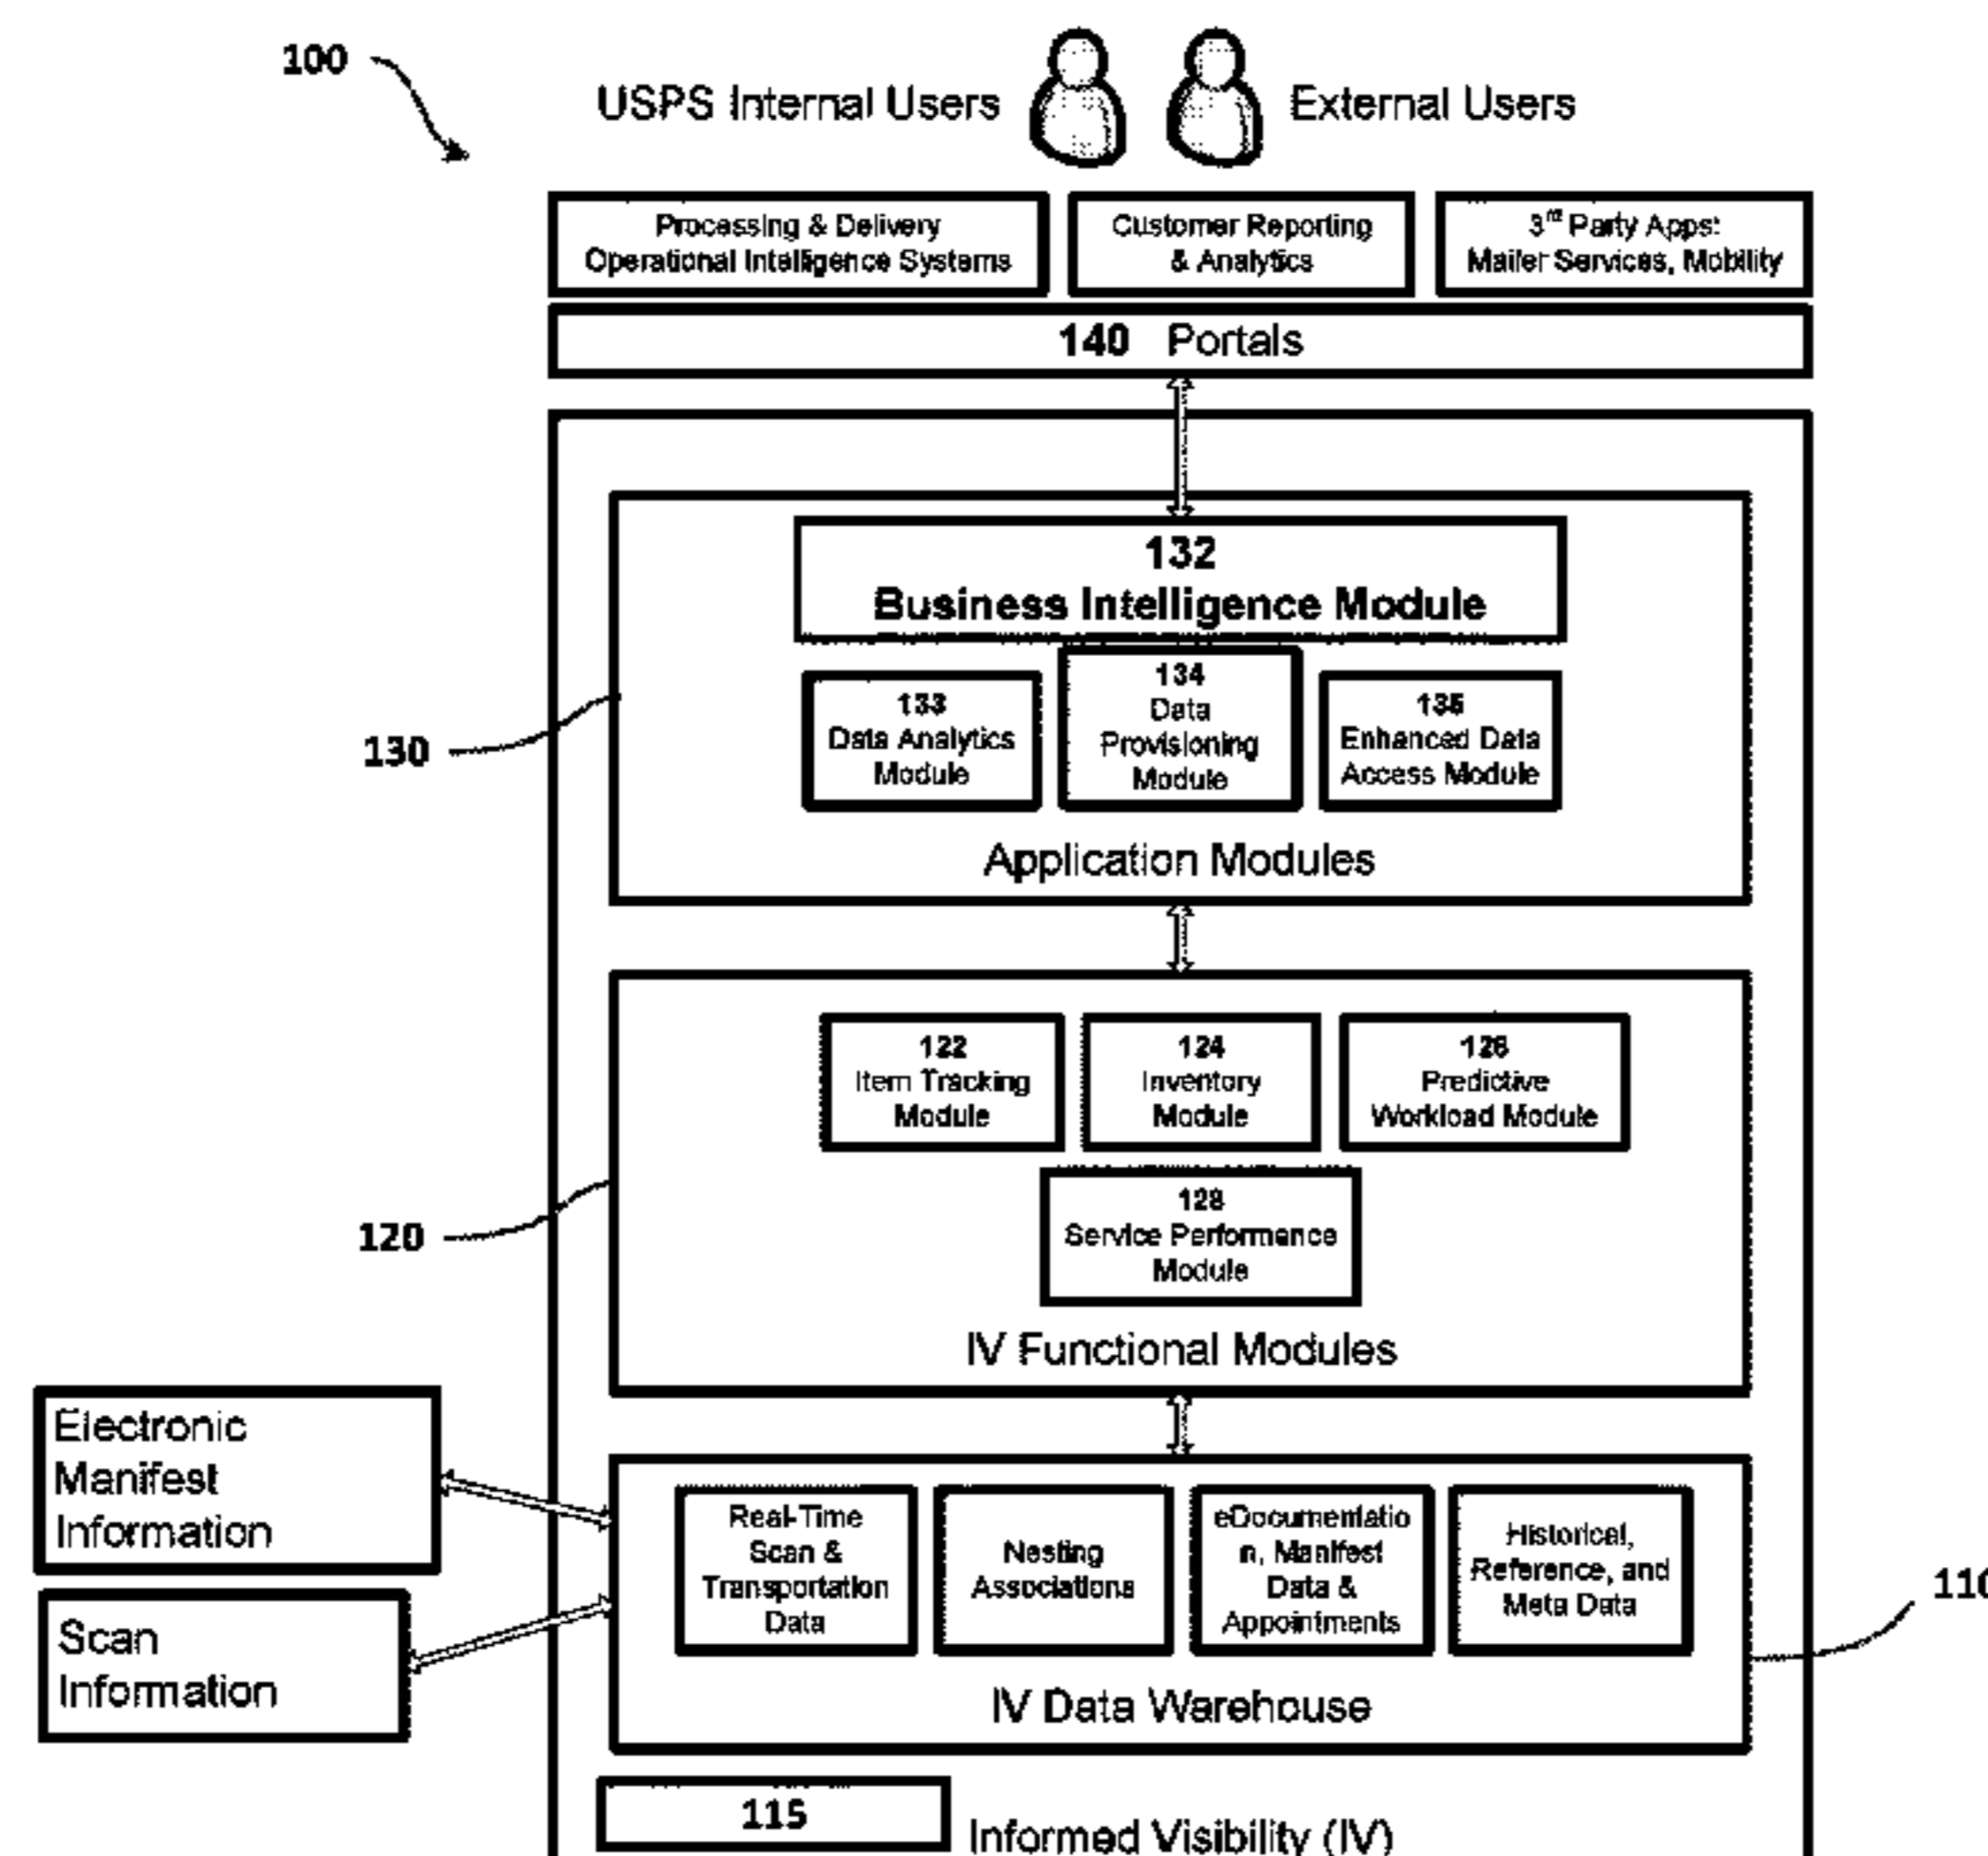 100
USPS Internal Users
External Users
Processing & Delivery
Operational Intelligence Systems
Customer Reporting
& Analytics
3rd Party Apps:
Mailer Services, Mobility
140 Portals
132
Business Intelligence Module
133
Data Analytics
Module
134
Data
Provisioning
Module
135
Enhanced Data
Access Module
130
Application Modules
122
Item Tracking
Module
124
Inventory
Module
126
Predictive
Workload Module
128
Service Performance
Module
120
IV Functional Modules
Electronic
Manifest
Information
Scan
Information
Real-Time
Scan &
Transportation
Data
Nesting
Associations
eDocumentatio
n, Manifest
Data &
Appointments
Historical,
Reference, and
Meta Data
110
IV Data Warehouse
115
Informed Visibility (IV)